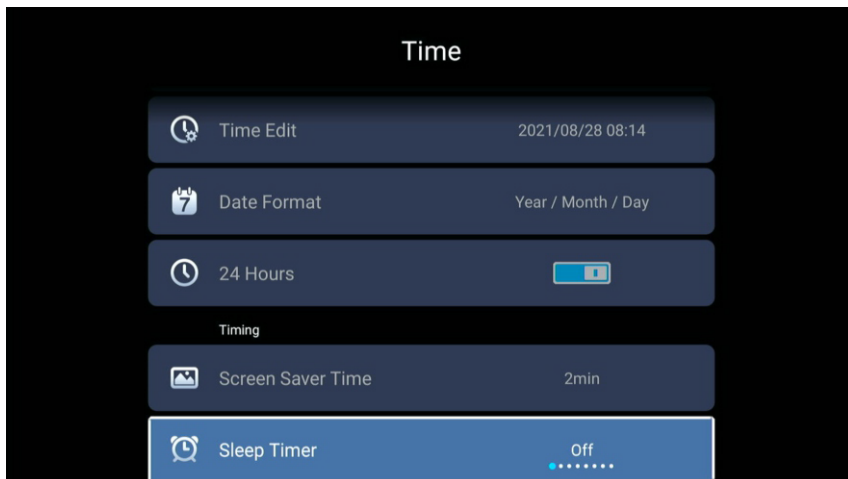 Time
Time Edit 2021/08/28 08:14
7 Date Format Year / Month / Day
24 Hours
Timing
Screen Saver Time 2min
Sleep Timer Off